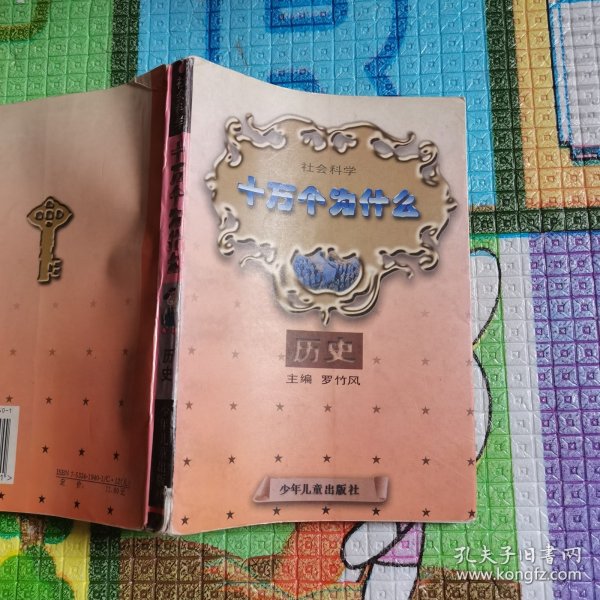 社会科学
十万个为什么
历史
主编 罗竹风
少年儿童出版社
十万个为什么
历史
孔夫子旧书网
www.kongfz.com